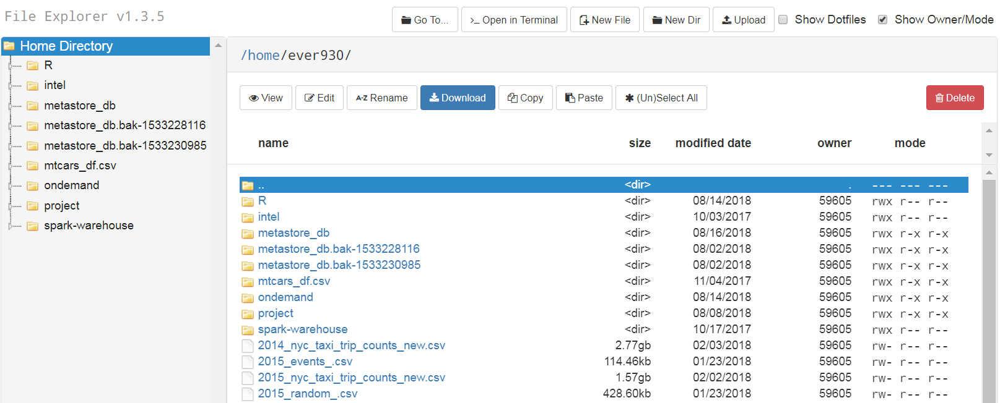 File Explorer v1.3.5
Go To...
>_ Open in Terminal
New File
New Dir
Upload
Show Dotfiles
Show Owner/Mode
Home Directory
R
intel
metastore_db
metastore_db.bak-1533228116
metastore_db.bak-1533230985
mtcars_df.csv
ondemand
project
spark-warehouse
/home/ever930/
View
Edit
A-Z Rename
Download
Copy
Paste
✱ (Un)Select All
Delete
name size modified date owner mode
.. <dir> . --- --- ---
R <dir> 08/14/2018 59605 rwx r-- r--
intel <dir> 10/03/2017 59605 rwx r-- r--
metastore_db <dir> 08/16/2018 59605 rwx r-x r-x
metastore_db.bak-1533228116 <dir> 08/02/2018 59605 rwx r-x r-x
metastore_db.bak-1533230985 <dir> 08/02/2018 59605 rwx r-x r-x
mtcars_df.csv <dir> 11/04/2017 59605 rwx r-x r-x
ondemand <dir> 08/14/2018 59605 rwx r-x r-x
project <dir> 08/08/2018 59605 rwx r-x r-x
spark-warehouse <dir> 10/17/2017 59605 rwx r-- r--
2014_nyc_taxi_trip_counts_new.csv 2.77gb 02/03/2018 59605 rw- r-- r--
2015_events_.csv 114.46kb 01/23/2018 59605 rw- r-- r--
2015_nyc_taxi_trip_counts_new.csv 1.57gb 02/02/2018 59605 rw- r-- r--
2015_random_.csv 428.60kb 01/23/2018 59605 rw- r-- r--